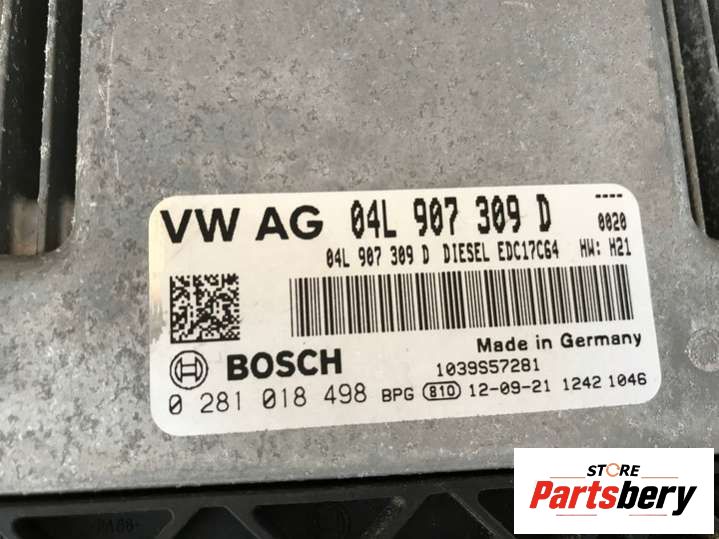 VW AG 04L 907 309 D 0020
04L 907 309 D DIESEL EDC17C64 HW: H21
Made in Germany
BOSCH 1039S57281
0 281 018 498 BPG 810 12-09-21 1242 1046
STORE
Partsbery